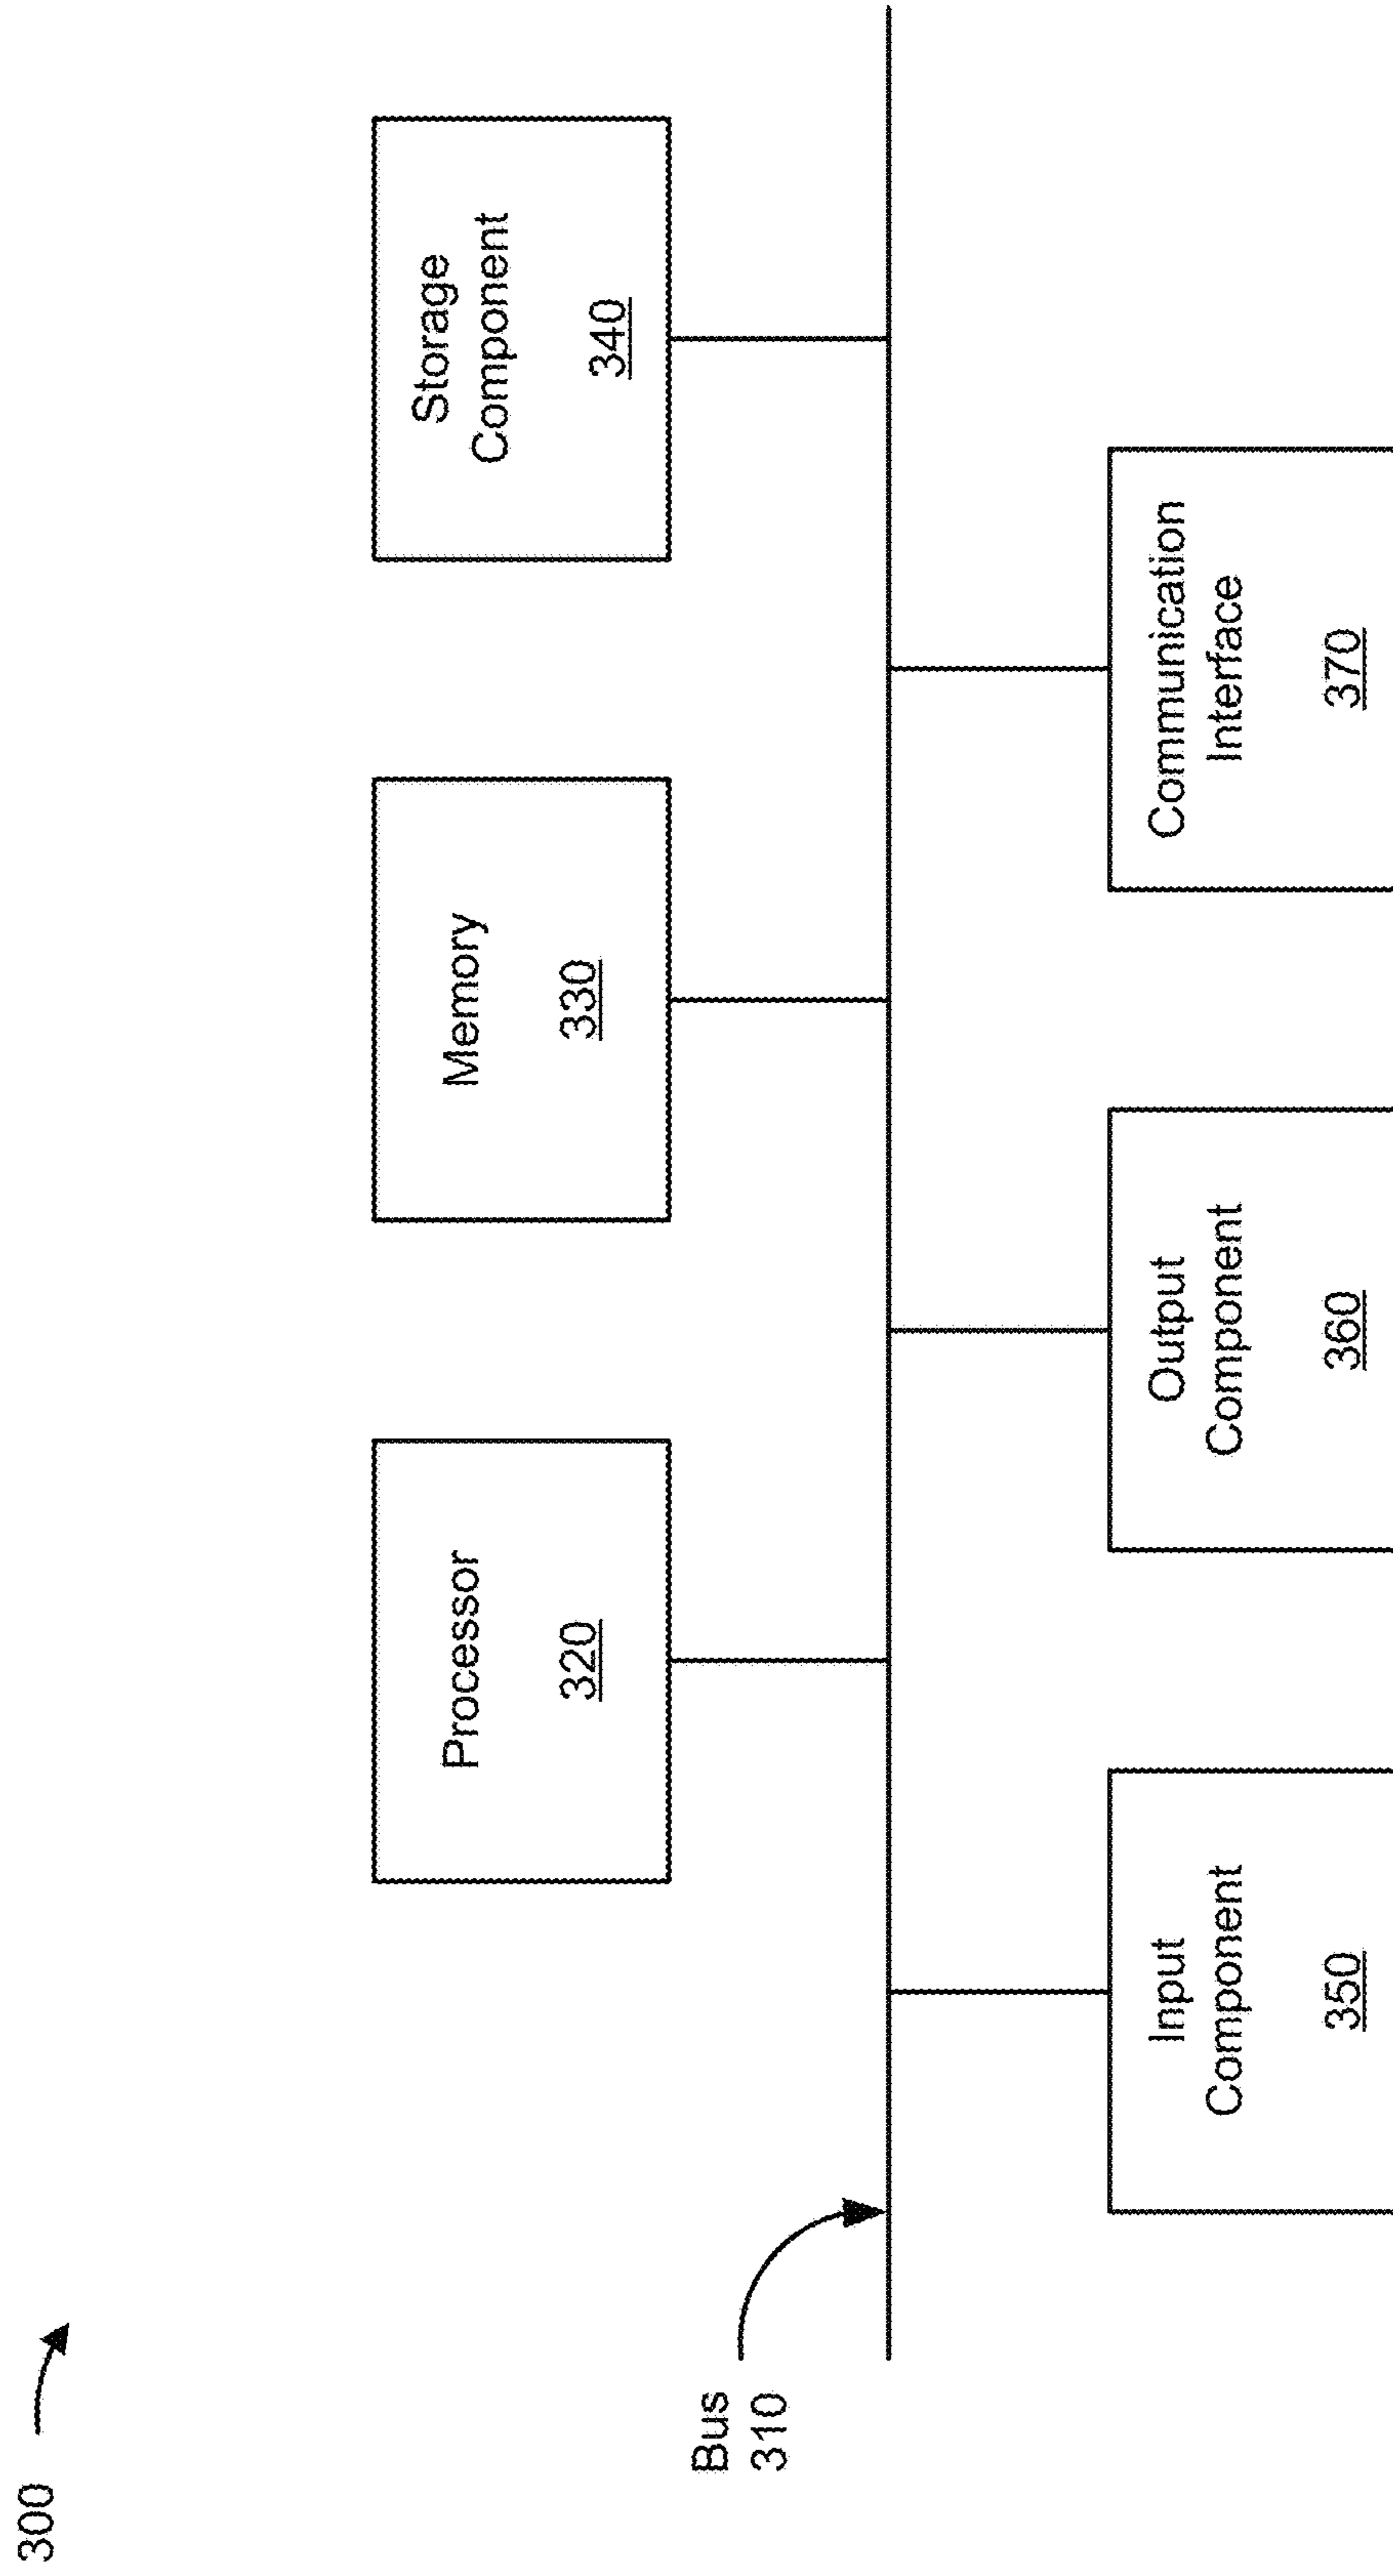 300
Processor
320
Memory
330
Storage
Component
340
Bus
310
Input
Component
350
Output
Component
360
Communication
Interface
370